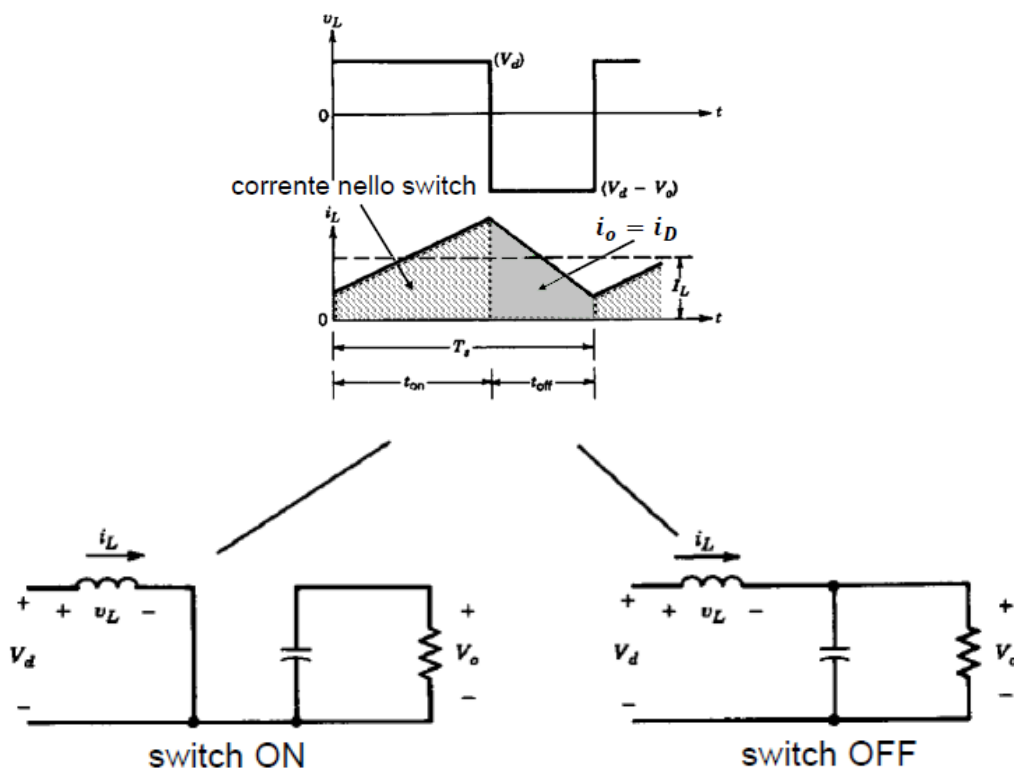 v_L
(V_d)
0
t
corrente nello switch
(V_d − V_o)
i_L
i_o = i_D
I_L
0
t
T_s
t_on
t_off
i_L
i_L
+
+ v_L -
+
V_d
V_o
-
-
+
+ v_L -
+
V_d
V_o
-
-
switch ON
switch OFF